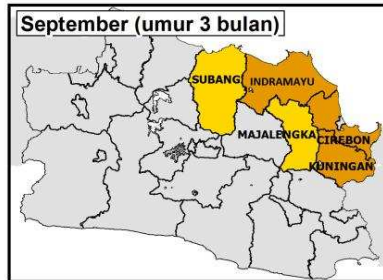 September (umur 3 bulan)
SUBANG
INDRAMAYU
MAJALENGKA
CIREBON
KUNINGAN